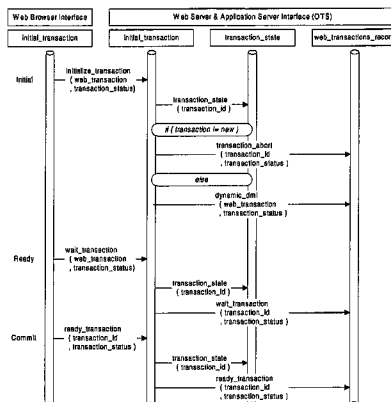 Web Browser Interface
Web Server & Application Server Interface (OTS)
initial_transaction
initial_transaction
transaction_state
web_transactions_recor
Initial
initialize_transaction
( web_transaction
, transaction_status)
transaction_state
( transaction_id )
if ( transaction != new )
transaction_abort
( transaction_id
, transaction_status )
else
dynamic_dml
( web_transaction
, transaction_status )
Ready
wait_transaction
( web_transaction
, transaction_status)
transaction_state
( transaction_id )
wait_transaction
( transaction_id
, transaction_status )
Commit
ready_transaction
( transaction_id
, transaction_status )
transaction_state
( transaction_id )
ready_transaction
( transaction_id
, transaction_status )